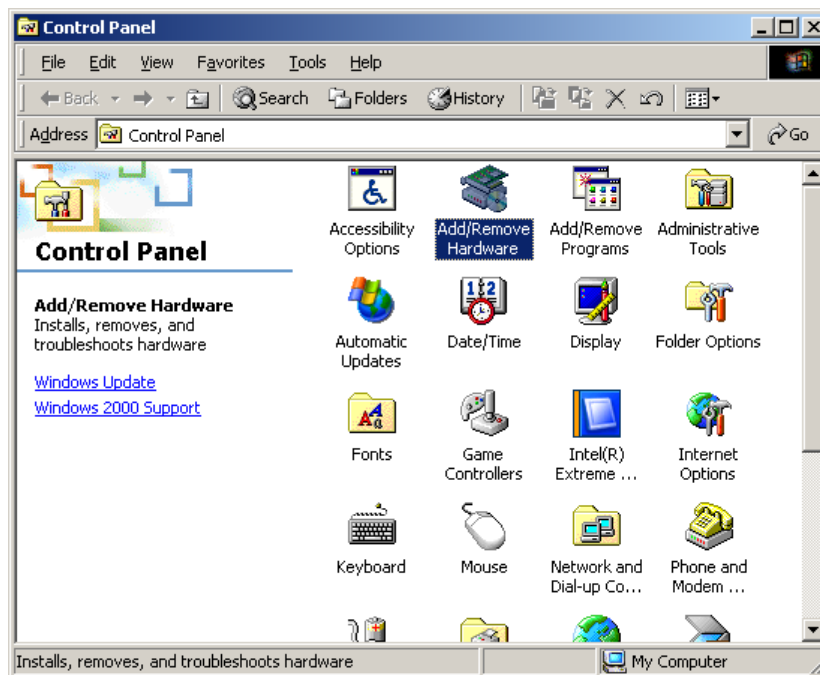 Control Panel
File Edit View Favorites Tools Help
Back Search Folders History
Address Control Panel Go
Control Panel
Add/Remove Hardware
Installs, removes, and
troubleshoots hardware
Windows Update
Windows 2000 Support
Accessibility
Options
Add/Remove
Hardware
Add/Remove
Programs
Administrative
Tools
Automatic
Updates
Date/Time
Display
Folder Options
Fonts
Game
Controllers
Intel(R)
Extreme ...
Internet
Options
Keyboard
Mouse
Network and
Dial-up Co...
Phone and
Modem ...
Installs, removes, and troubleshoots hardware
My Computer